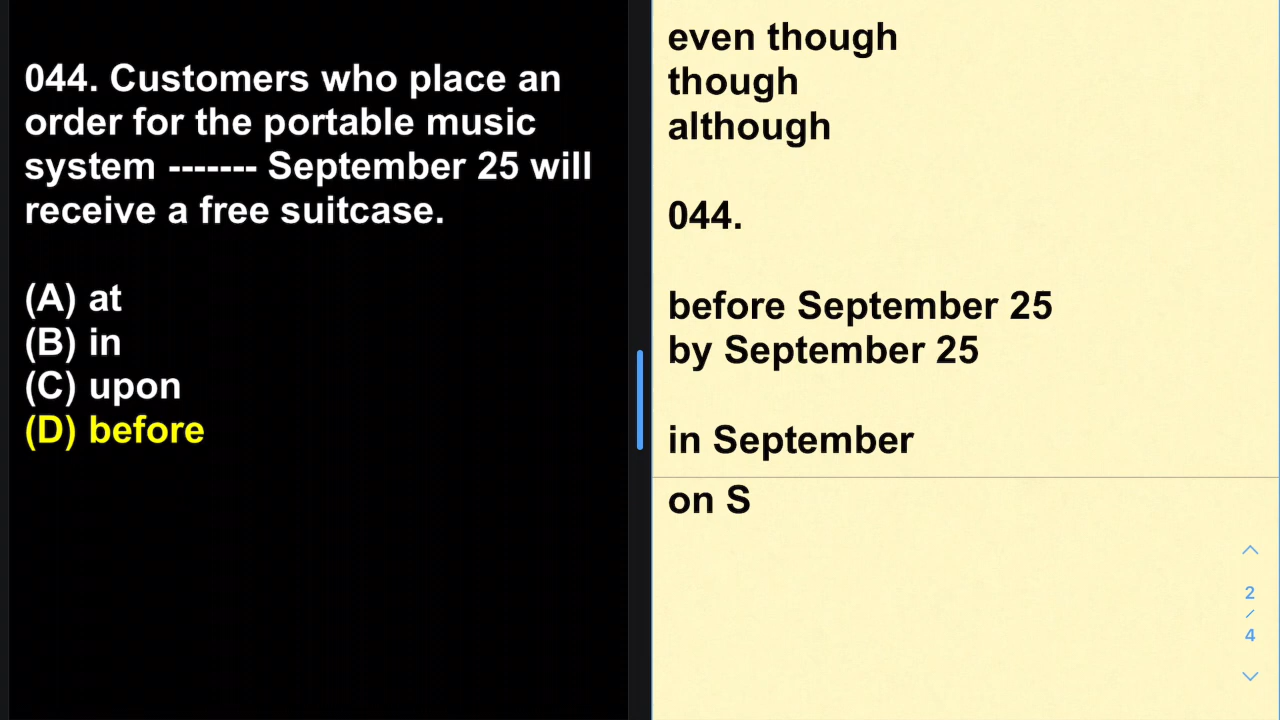 044. Customers who place an
order for the portable music
system ------- September 25 will
receive a free suitcase.
(A) at
(B) in
(C) upon
(D) before
even though
though
although
044.
before September 25
by September 25
in September
on S
2
/
4